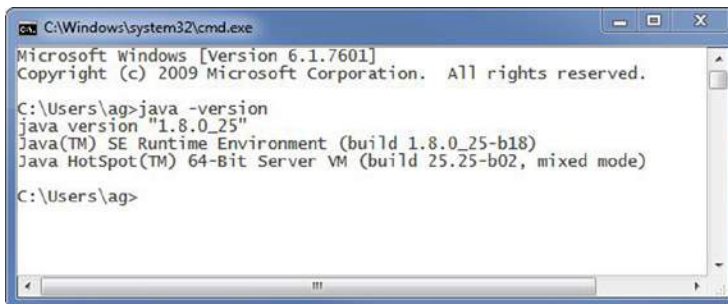 C:\Windows\system32\cmd.exe
Microsoft Windows [Version 6.1.7601]
Copyright (c) 2009 Microsoft Corporation.  All rights reserved.
C:\Users\ag>java -version
java version "1.8.0_25"
Java(TM) SE Runtime Environment (build 1.8.0_25-b18)
Java HotSpot(TM) 64-Bit Server VM (build 25.25-b02, mixed mode)
C:\Users\ag>